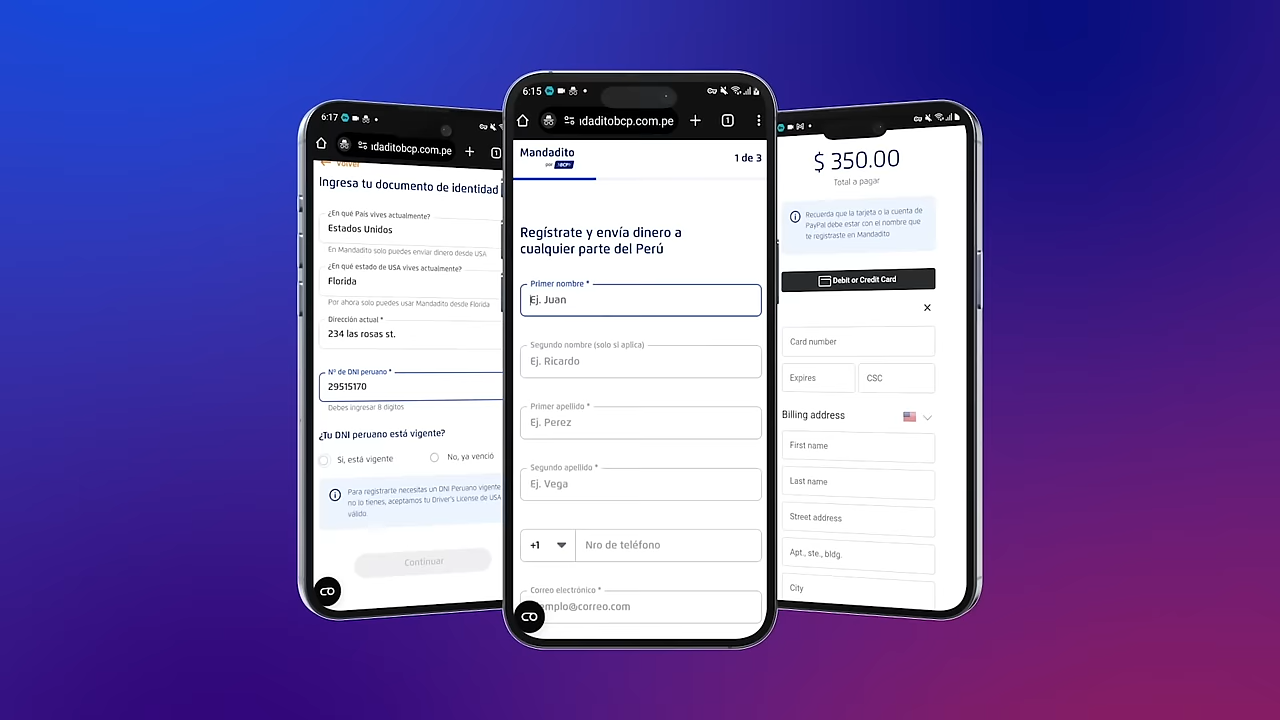 6:17
ıdaditobcp.com.pe
1
Volver
Ingresa tu documento de identidad
¿En qué País vives actualmente?
Estados Unidos
En Mandadito solo puedes enviar dinero desde USA
¿En qué estado de USA vives actualmente?
Florida
Por ahora solo puedes usar Mandadito desde Florida
Dirección actual *
234 las rosas st.
Nº de DNI peruano *
29515170
Debes ingresar 8 digitos
¿Tu DNI peruano está vigente?
Sí, está vigente
No, ya venció
Para registrarte necesitas un DNI Peruano vigente
no lo tienes, aceptamos tu Driver's License de USA
válido.
Continuar
6:15
ıdaditobcp.com.pe
1
Mandadito
por BCP
1 de 3
Regístrate y envía dinero a
cualquier parte del Perú
Primer nombre *
Ej. Juan
Segundo nombre (solo si aplica)
Ej. Ricardo
Primer apellido *
Ej. Perez
Segundo apellido *
Ej. Vega
+1
Nro de teléfono
Correo electrónico *
emplo@correo.com
$ 350.00
Total a pagar
Recuerda que la tarjeta o la cuenta de
PayPal debe estar con el nombre que
te registraste en Mandadito
Debit or Credit Card
Card number
Expires
CSC
Billing address
First name
Last name
Street address
Apt., ste., bldg.
City